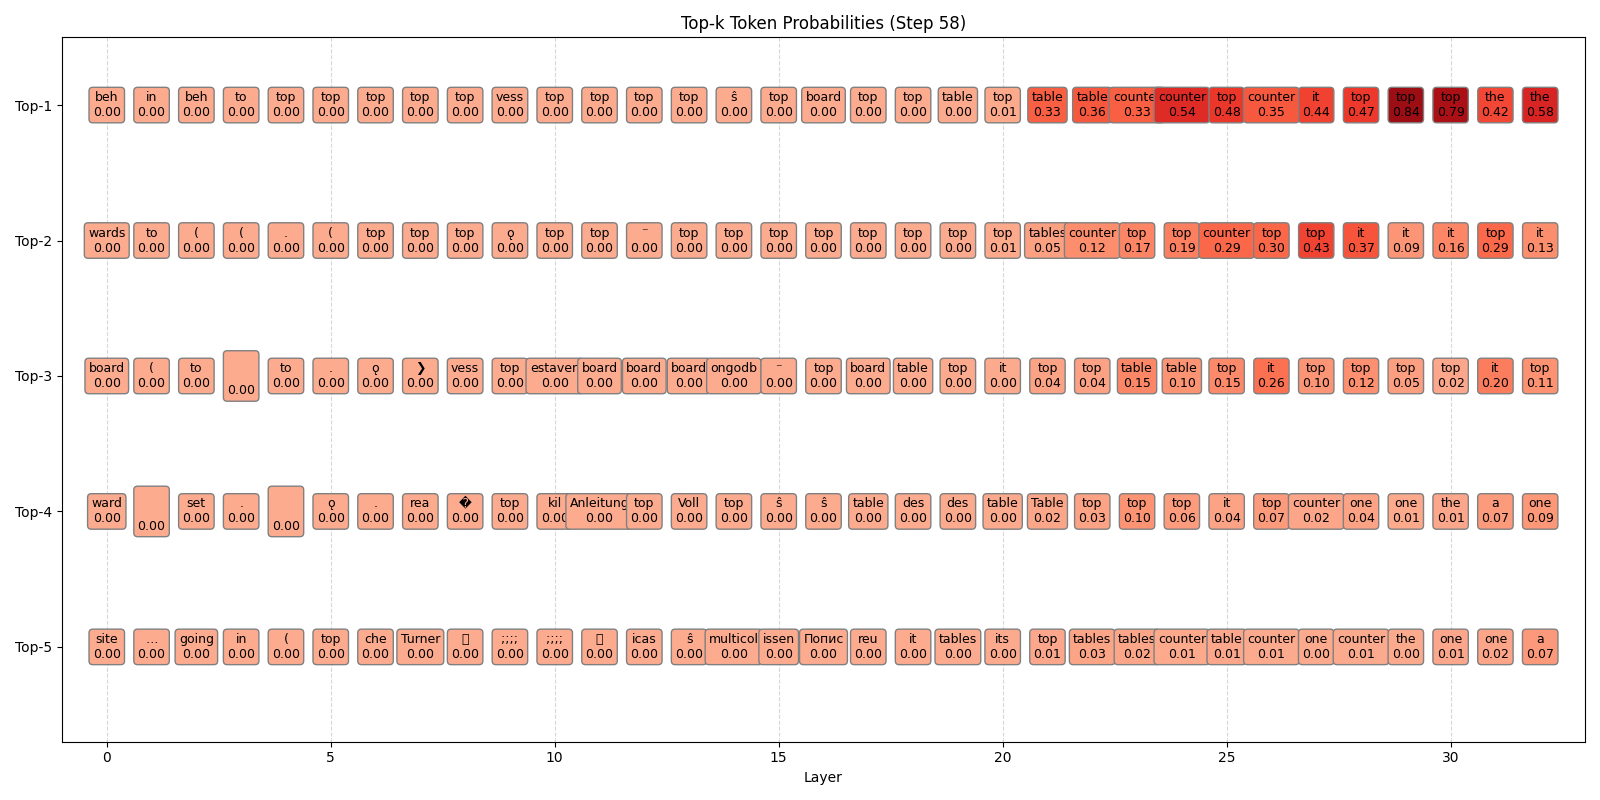 Top-k Token Probabilities (Step 58)
Top-1
beh in beh to top top top top top vess top top top top ŝ top board top top table top table table counte counter top counter it top top top the the
0.00 0.00 0.00 0.00 0.00 0.00 0.00 0.00 0.00 0.00 0.00 0.00 0.00 0.00 0.00 0.00 0.00 0.00 0.00 0.00 0.01 0.33 0.36 0.33 0.54 0.48 0.35 0.44 0.47 0.84 0.79 0.42 0.58
Top-2
wards to ( ( . ( top top top ǫ top top top top top top top top top tables counter top top counter top top it it it top it
0.00 0.00 0.00 0.00 0.00 0.00 0.00 0.00 0.00 0.00 0.00 0.00 0.00 0.00 0.00 0.00 0.00 0.00 0.00 0.00 0.01 0.05 0.12 0.17 0.19 0.29 0.30 0.43 0.37 0.09 0.16 0.29 0.13
Top-3
board ( to to . ǫ ❯ vess top estaver board board board ongodb top board table top it top top table table top it top top top top it top
0.00 0.00 0.00 0.00 0.00 0.00 0.00 0.00 0.00 0.00 0.00 0.00 0.00 0.00 0.00 0.00 0.00 0.00 0.00 0.00 0.00 0.04 0.04 0.15 0.10 0.15 0.26 0.10 0.12 0.05 0.02 0.20 0.11
Top-4
ward set . ǫ . rea � top kil Anleitung top Voll top ŝ ŝ table des des table Table top top top it top counter one one the a one
0.00 0.00 0.00 0.00 0.00 0.00 0.00 0.00 0.00 0.00 0.00 0.00 0.00 0.00 0.00 0.00 0.00 0.00 0.00 0.00 0.00 0.02 0.03 0.10 0.06 0.04 0.07 0.02 0.04 0.01 0.01 0.07 0.09
Top-5
site ... going in ( top che Turner ;;;; ;;;; icas ŝ multicol issen Попис reu it tables its top tables tables counter table counter one counter the one one a
0.00 0.00 0.00 0.00 0.00 0.00 0.00 0.00 0.00 0.00 0.00 0.00 0.00 0.00 0.00 0.00 0.00 0.00 0.00 0.00 0.00 0.01 0.03 0.02 0.01 0.01 0.01 0.00 0.01 0.00 0.01 0.02 0.07
0 5 10 15 20 25 30
Layer